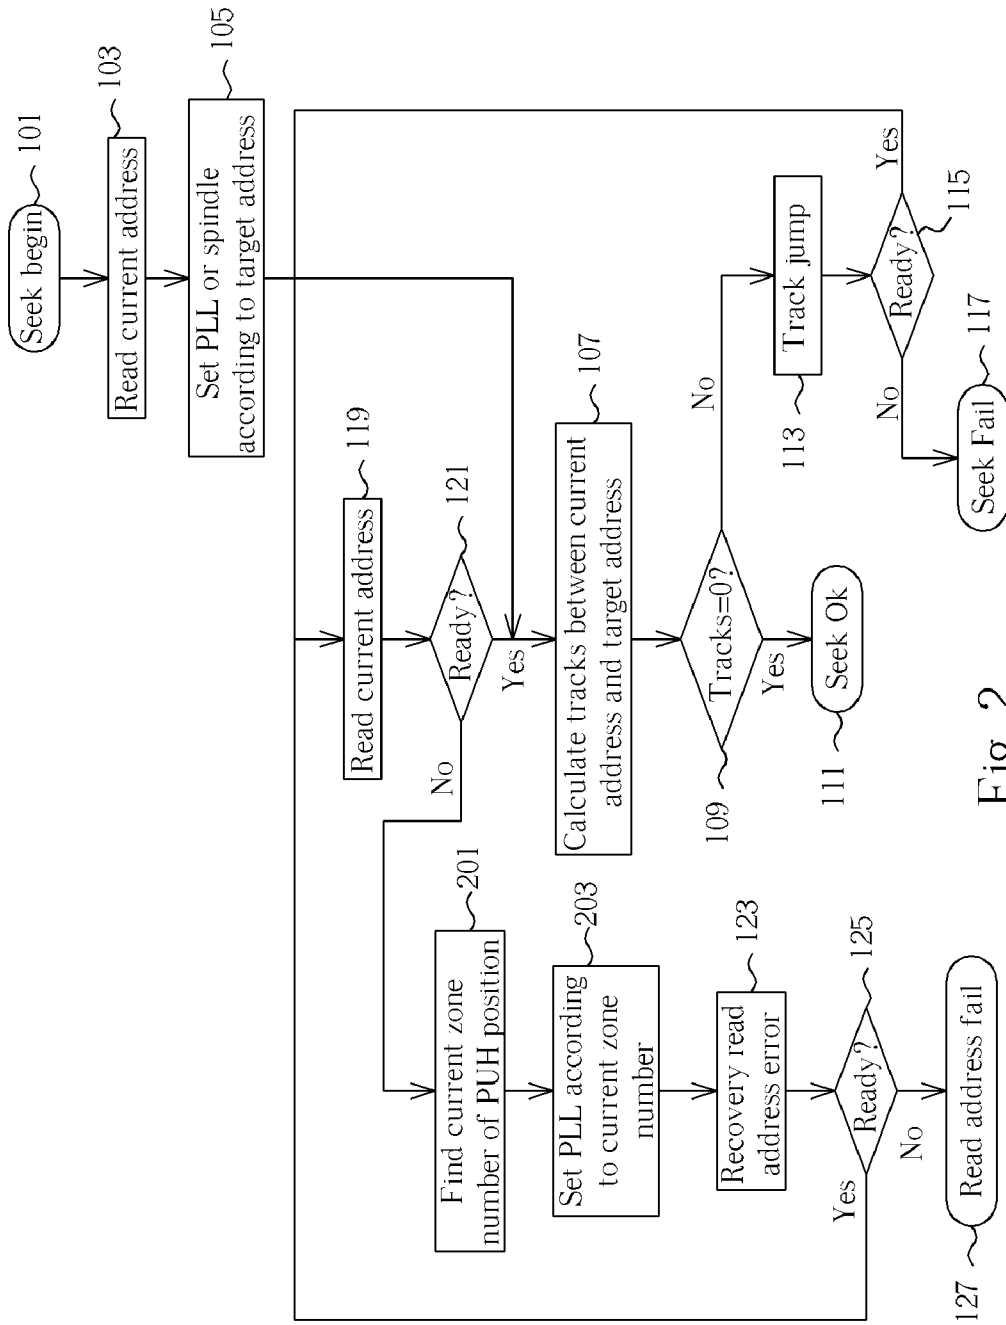 Seek begin
101
Read current address
103
Set PLL or spindle
according to target address
105
Read current address
119
Ready?
121
No
Yes
Find current zone
number of PUH position
201
Set PLL according
to current zone
number
203
Recovery read
address error
123
Ready?
125
Yes
No
Read address fail
127
Calculate tracks between current
address and target address
107
Tracks=0?
109
No
Yes
Seek Ok
111
Track jump
113
Ready?
115
Yes
No
Seek Fail
117
Fig. 2